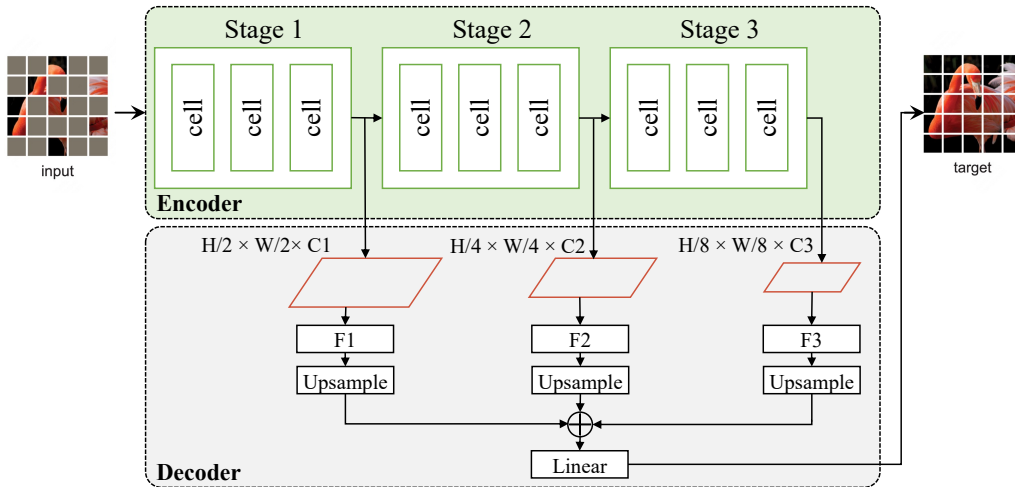 Stage 1
Stage 2
Stage 3
cell
cell
cell
cell
cell
cell
cell
cell
cell
input
target
Encoder
H/2 × W/2× C1
H/4 × W/4 × C2
H/8 × W/8 × C3
F1
F2
F3
Upsample
Upsample
Upsample
Linear
Decoder